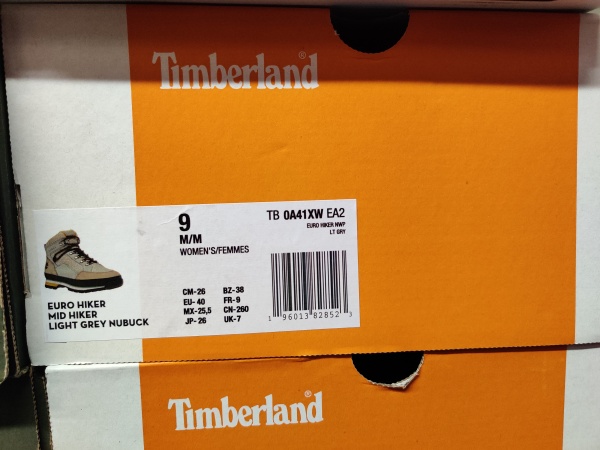 Timberland®
9
M/M
WOMEN'S/FEMMES
TB 0A41XW EA2
EURO HIKER NWP
LT GRY
CM-26 BZ-38
EU- 40 FR-9
MX-25,5 CN-260
JP- 26 UK-7
1 96013 82852 3
EURO HIKER
MID HIKER
LIGHT GREY NUBUCK
Timberland